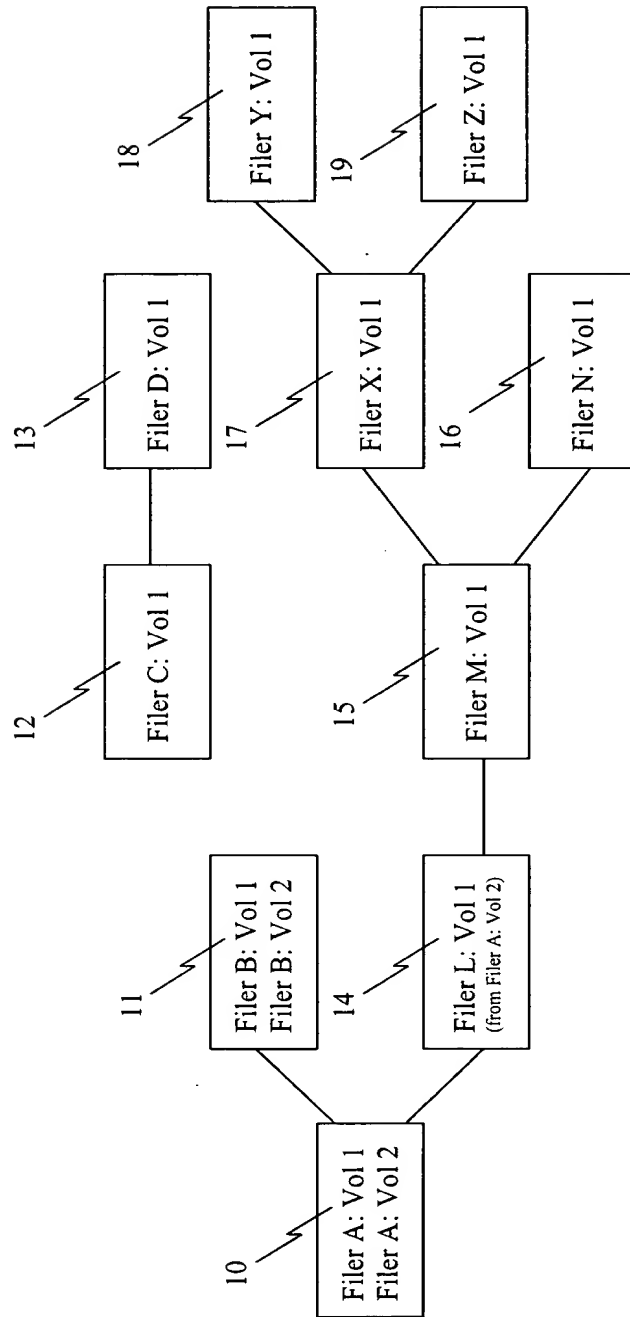 10
Filer A: Vol 1
Filer A: Vol 2
11
Filer B: Vol 1
Filer B: Vol 2
14
Filer L: Vol 1
(from Filer A: Vol 2)
12
Filer C: Vol 1
13
Filer D: Vol 1
15
Filer M: Vol 1
17
Filer X: Vol 1
16
Filer N: Vol 1
18
Filer Y: Vol 1
19
Filer Z: Vol 1